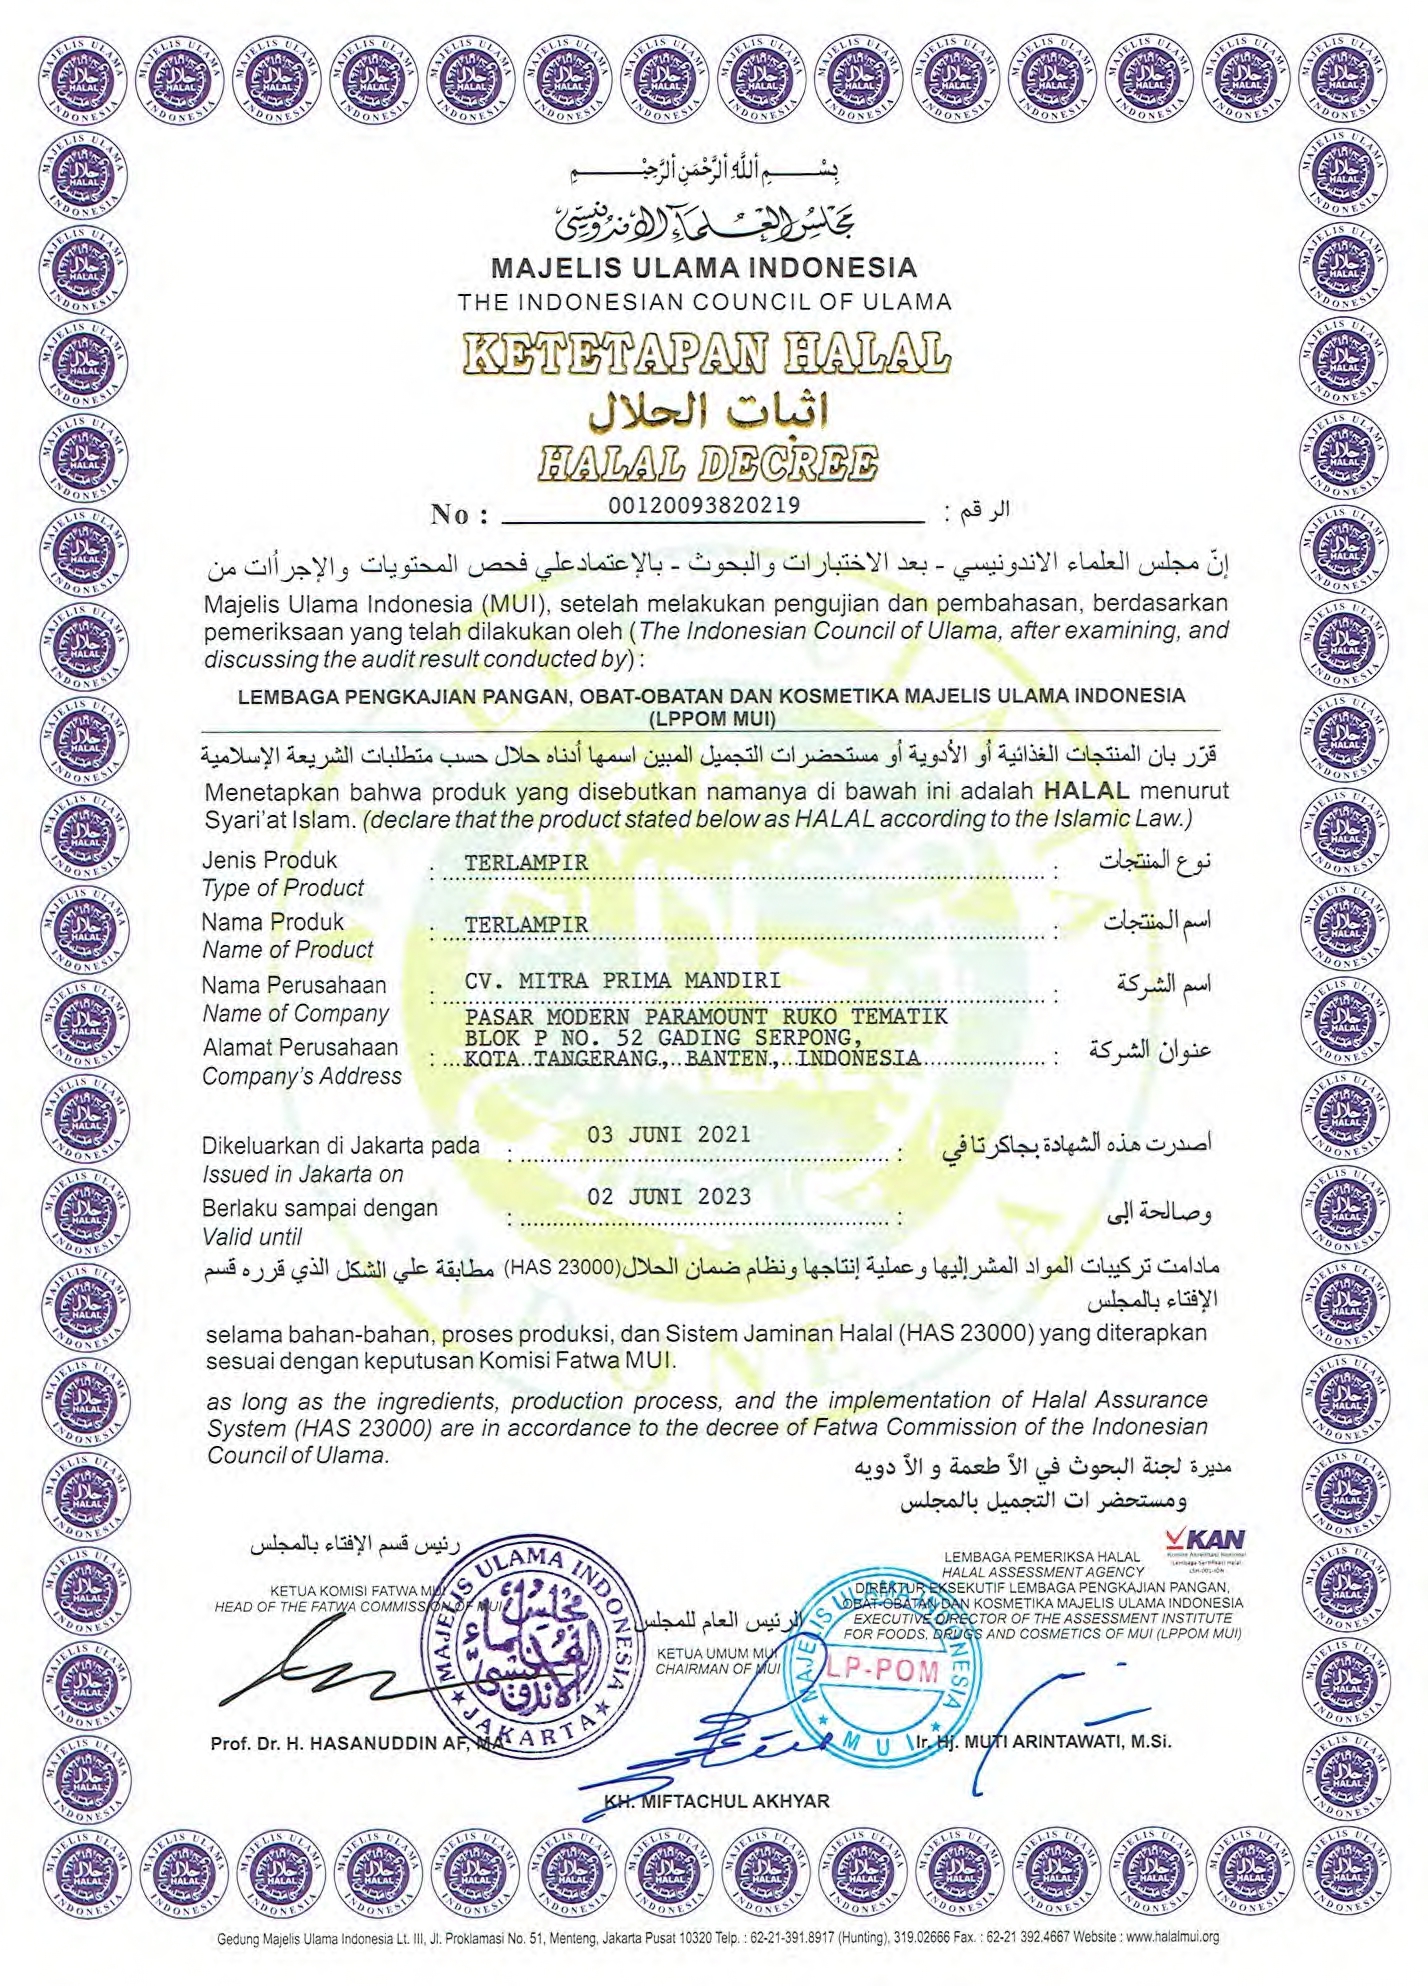 بِسْــــمِ اللَّهِ الرَّحْمَنِ الرَّحِيْمِ
مجلس العلماء الإندونيسي
MAJELIS ULAMA INDONESIA
THE INDONESIAN COUNCIL OF ULAMA
KETETAPAN HALAL
اثبات الحلال
HALAL DECREE
No : 00120093820219 : الرقم
إنّ مجلس العلماء الاندونيسي - بعد الاختبارات والبحوث - بالإعتمادعلي فحص المحتويات والإجرأات من
Majelis Ulama Indonesia (MUI), setelah melakukan pengujian dan pembahasan, berdasarkan
pemeriksaan yang telah dilakukan oleh (The Indonesian Council of Ulama, after examining, and
discussing the audit result conducted by) :
LEMBAGA PENGKAJIAN PANGAN, OBAT-OBATAN DAN KOSMETIKA MAJELIS ULAMA INDONESIA
(LPPOM MUI)
قرّر بان المنتجات الغذائية أو الأدوية أو مستحضرات التجميل المبين اسمها أدناه حلال حسب متطلبات الشريعة الإسلامية
Menetapkan bahwa produk yang disebutkan namanya di bawah ini adalah HALAL menurut
Syari'at Islam. (declare that the product stated below as HALAL according to the Islamic Law.)
Jenis Produk : TERLAMPIR : نوع المنتجات
Type of Product
Nama Produk : TERLAMPIR : اسم المنتجات
Name of Product
Nama Perusahaan : CV. MITRA PRIMA MANDIRI : اسم الشركة
Name of Company
PASAR MODERN PARAMOUNT RUKO TEMATIK
BLOK P NO. 52 GADING SERPONG,
Alamat Perusahaan : KOTA TANGERANG, BANTEN, INDONESIA : عنوان الشركة
Company's Address
Dikeluarkan di Jakarta pada : 03 JUNI 2021 : اصدرت هذه الشهادة بجاكرتا في
Issued in Jakarta on
Berlaku sampai dengan : 02 JUNI 2023 : وصالحة الى
Valid until
مادامت تركيبات المواد المشرإليها وعملية إنتاجها ونظام ضمان الحلال(HAS 23000) مطابقة علي الشكل الذي قرره قسم
الإفتاء بالمجلس
selama bahan-bahan, proses produksi, dan Sistem Jaminan Halal (HAS 23000) yang diterapkan
sesuai dengan keputusan Komisi Fatwa MUI.
as long as the ingredients, production process, and the implementation of Halal Assurance
System (HAS 23000) are in accordance to the decree of Fatwa Commission of the Indonesian
Council of Ulama.
مديرة لجنة البحوث في الأ طعمة و الأ دويه
ومستحضر ات التجميل بالمجلس
رئيس قسم الإفتاء بالمجلس
KETUA KOMISI FATWA MUI
HEAD OF THE FATWA COMMISSION OF MUI
MAJELIS ULAMA INDONESIA
JAKARTA
Prof. Dr. H. HASANUDDIN AF, MA
الرئيس العام للمجلس
KETUA UMUM MUI
CHAIRMAN OF MUI
KH. MIFTACHUL AKHYAR
KAN
LEMBAGA PEMERIKSA HALAL
HALAL ASSESSMENT AGENCY
DIREKTUR EKSEKUTIF LEMBAGA PENGKAJIAN PANGAN,
OBAT-OBATAN DAN KOSMETIKA MAJELIS ULAMA INDONESIA
EXECUTIVE DIRECTOR OF THE ASSESSMENT INSTITUTE
FOR FOODS, DRUGS AND COSMETICS OF MUI (LPPOM MUI)
MAJELIS ULAMA INDONESIA
LP-POM
MUI
Ir. Hj. MUTI ARINTAWATI, M.Si.
Gedung Majelis Ulama Indonesia Lt. III, Jl. Proklamasi No. 51, Menteng, Jakarta Pusat 10320 Telp. : 62-21-391.8917 (Hunting), 319.02666 Fax. : 62-21 392.4667 Website : www.halalmui.org